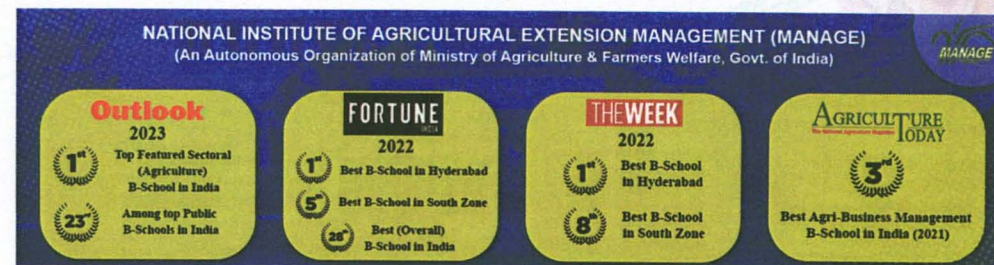 NATIONAL INSTITUTE OF AGRICULTURAL EXTENSION MANAGEMENT (MANAGE)
(An Autonomous Organization of Ministry of Agriculture & Farmers Welfare, Govt. of India)
MANAGE
Outlook
2023
1st
Top Featured Sectoral
(Agriculture)
B-School in India
23rd
Among top Public
B-Schools in India
FORTUNE
INDIA
2022
1st
Best B-School in Hyderabad
5th
Best B-School in South Zone
28th
Best (Overall)
B-School in India
THE WEEK
2022
1st
Best B-School
in Hyderabad
8th
Best B-School
in South Zone
AGRICULTURE
The National Agriculture Magazine
TODAY
3rd
Best Agri-Business Management
B-School in India (2021)